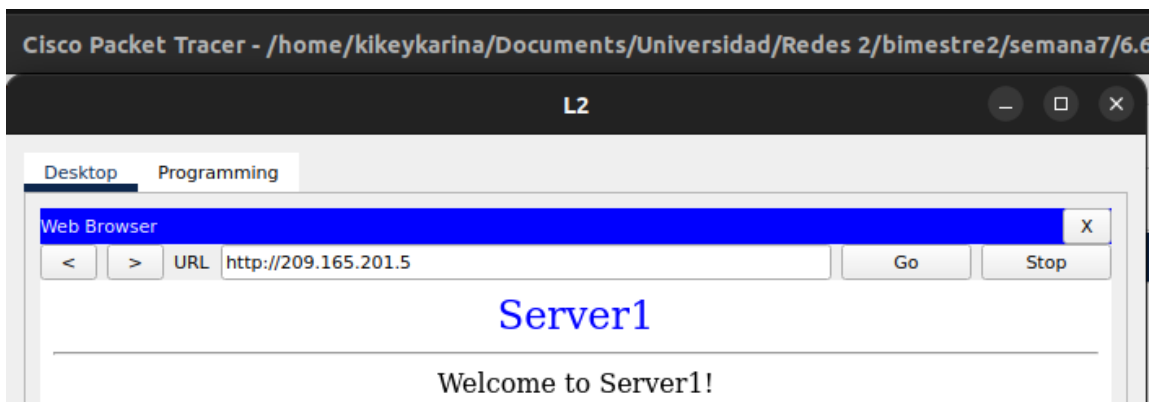 Cisco Packet Tracer - /home/kikeykarina/Documents/Universidad/Redes 2/bimestre2/semana7/6.6
L2
Desktop Programming
Web Browser X
< > URL http://209.165.201.5 Go Stop
Server1
Welcome to Server1!